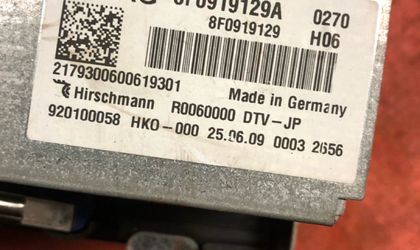 8F0919129A 0270
8F0919129 H06
21793000600619301 Made in Germany
Hirschmann R0060000 DTV-JP
920100058 HKO-000 25.06.09 0003 2656